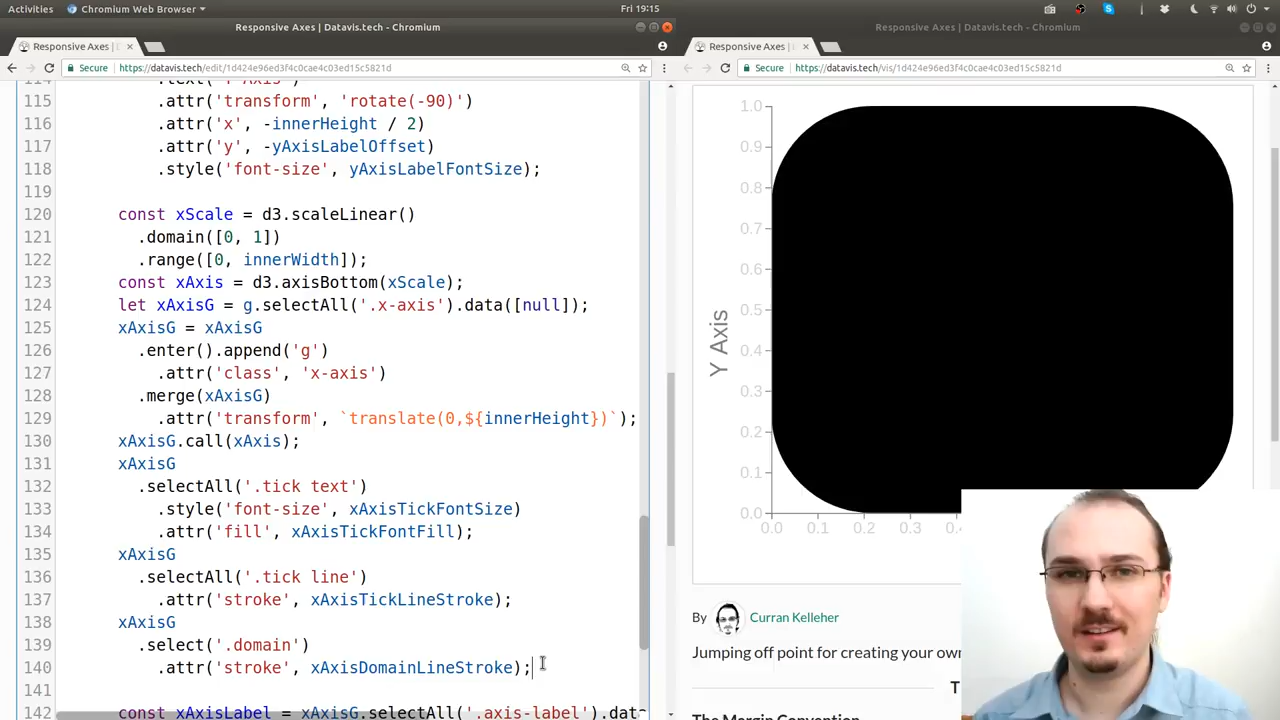 Activities
Chromium Web Browser
Fri 19:15
Responsive Axes | Datavis.tech - Chromium
Responsive Axes | Datavis.tech - Chromium
Responsive Axes |
Responsive Axes |
Secure
https://datavis.tech/edit/1d424e96ed3f4c0cae4c03ed15c5821d
Secure
https://datavis.tech/vis/1d424e96ed3f4c0cae4c03ed15c5821d
115 .attr('transform', 'rotate(-90)')
116 .attr('x', -innerHeight / 2)
117 .attr('y', -yAxisLabelOffset)
118 .style('font-size', yAxisLabelFontSize);
119
120 const xScale = d3.scaleLinear()
121 .domain([0, 1])
122 .range([0, innerWidth]);
123 const xAxis = d3.axisBottom(xScale);
124 let xAxisG = g.selectAll('.x-axis').data([null]);
125 xAxisG = xAxisG
126 .enter().append('g')
127 .attr('class', 'x-axis')
128 .merge(xAxisG)
129 .attr('transform', `translate(0,${innerHeight})`);
130 xAxisG.call(xAxis);
131 xAxisG
132 .selectAll('.tick text')
133 .style('font-size', xAxisTickFontSize)
134 .attr('fill', xAxisTickFontFill);
135 xAxisG
136 .selectAll('.tick line')
137 .attr('stroke', xAxisTickLineStroke);
138 xAxisG
139 .select('.domain')
140 .attr('stroke', xAxisDomainLineStroke);
141
142 const xAxisLabel = xAxisG.selectAll('.axis-label').dat
1.0
0.9
0.8
0.7
0.6
0.5
0.4
0.3
0.2
0.1
0.0
Y Axis
0.0 0.1 0.2 0.3
By Curran Kelleher
Jumping off point for creating your own
T
The Margin Convention